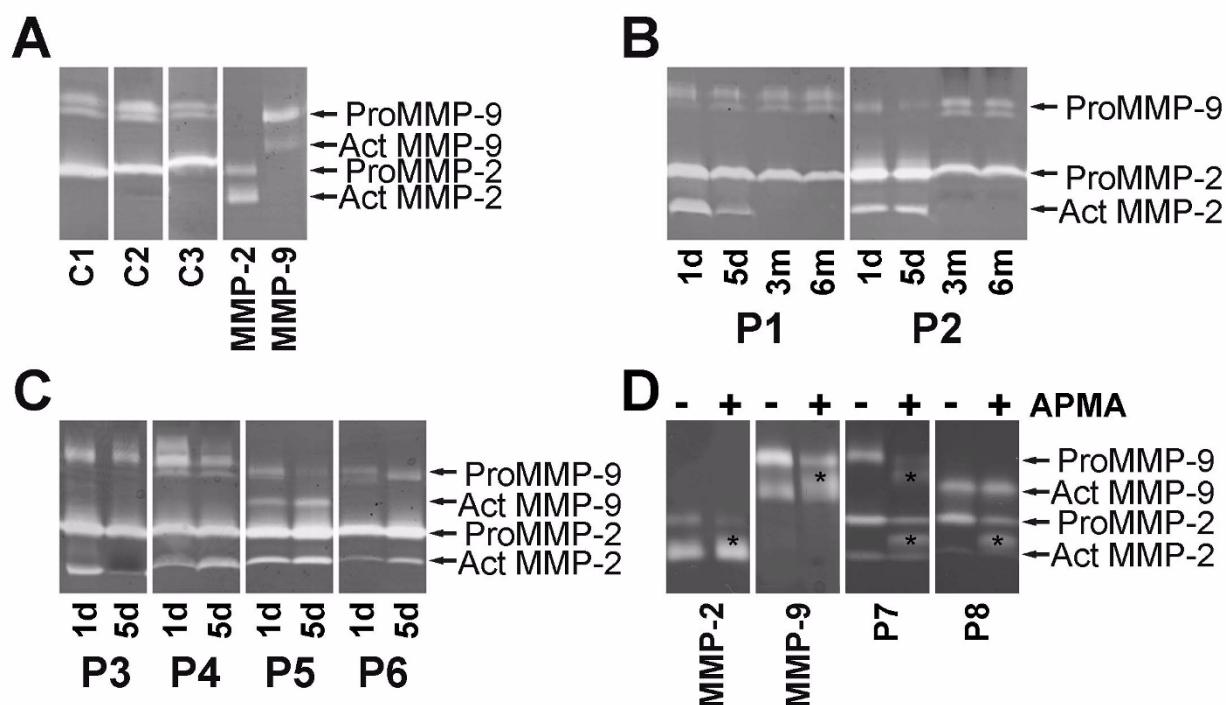 A
ProMMP-9
Act MMP-9
ProMMP-2
Act MMP-2
C1 C2 C3 MMP-2 MMP-9
B
ProMMP-9
ProMMP-2
Act MMP-2
1d 5d 3m 6m 1d 5d 3m 6m
P1 P2
C
ProMMP-9
Act MMP-9
ProMMP-2
Act MMP-2
1d 5d 1d 5d 1d 5d 1d 5d
P3 P4 P5 P6
D
- + - + - + - + APMA
* * * * *
ProMMP-9
Act MMP-9
ProMMP-2
Act MMP-2
MMP-2 MMP-9 P7 P8